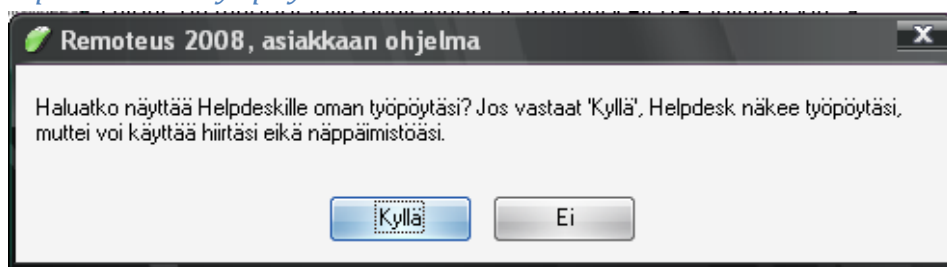 Remoteus 2008, asiakkaan ohjelma
Haluatko näyttää Helpdeskille oman työpöytäsi? Jos vastaat 'Kyllä', Helpdesk näkee työpöytäsi,
muttei voi käyttää hiirtäsi eikä näppäimistöäsi.
Kyllä Ei